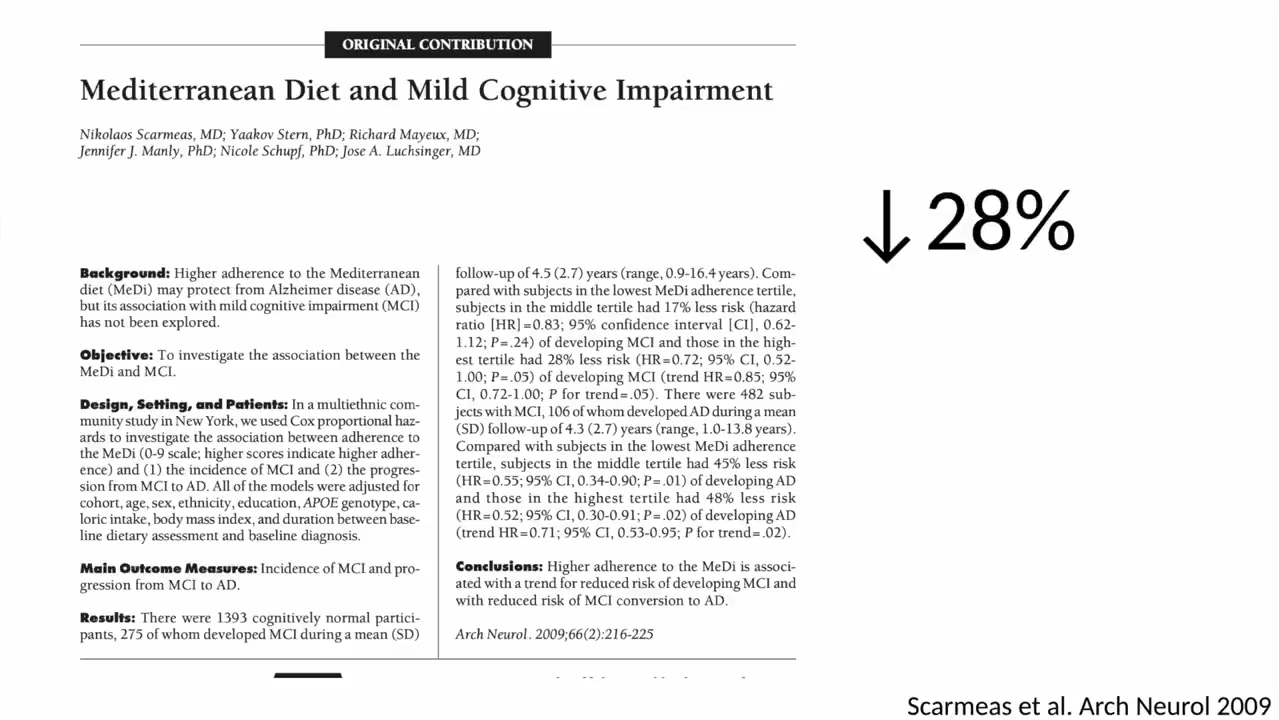 ORIGINAL CONTRIBUTION
Mediterranean Diet and Mild Cognitive Impairment
Nikolaos Scarmeas, MD; Yaakov Stern, PhD; Richard Mayeux, MD;
Jennifer J. Manly, PhD; Nicole Schupf, PhD; Jose A. Luchsinger, MD
Background: Higher adherence to the Mediterranean
diet (MeDi) may protect from Alzheimer disease (AD),
but its association with mild cognitive impairment (MCI)
has not been explored.
Objective: To investigate the association between the
MeDi and MCI.
Design, Setting, and Patients: In a multiethnic com-
munity study in New York, we used Cox proportional haz-
ards to investigate the association between adherence to
the MeDi (0-9 scale; higher scores indicate higher adher-
ence) and (1) the incidence of MCI and (2) the progres-
sion from MCI to AD. All of the models were adjusted for
cohort, age, sex, ethnicity, education, APOE genotype, ca-
loric intake, body mass index, and duration between base-
line dietary assessment and baseline diagnosis.
Main Outcome Measures: Incidence of MCI and pro-
gression from MCI to AD.
Results: There were 1393 cognitively normal partici-
pants, 275 of whom developed MCI during a mean (SD)
follow-up of 4.5 (2.7) years (range, 0.9-16.4 years). Com-
pared with subjects in the lowest MeDi adherence tertile,
subjects in the middle tertile had 17% less risk (hazard
ratio [HR]=0.83; 95% confidence interval [CI], 0.62-
1.12; P=.24) of developing MCI and those in the high-
est tertile had 28% less risk (HR=0.72; 95% CI, 0.52-
1.00; P=.05) of developing MCI (trend HR=0.85; 95%
CI, 0.72-1.00; P for trend=.05). There were 482 sub-
jects with MCI, 106 of whom developed AD during a mean
(SD) follow-up of 4.3 (2.7) years (range, 1.0-13.8 years).
Compared with subjects in the lowest MeDi adherence
tertile, subjects in the middle tertile had 45% less risk
(HR=0.55; 95% CI, 0.34-0.90; P=.01) of developing AD
and those in the highest tertile had 48% less risk
(HR=0.52; 95% CI, 0.30-0.91; P=.02) of developing AD
(trend HR=0.71; 95% CI, 0.53-0.95; P for trend=.02).
Conclusions: Higher adherence to the MeDi is associ-
ated with a trend for reduced risk of developing MCI and
with reduced risk of MCI conversion to AD.
Arch Neurol. 2009;66(2):216-225
↓28%
Scarmeas et al. Arch Neurol 2009